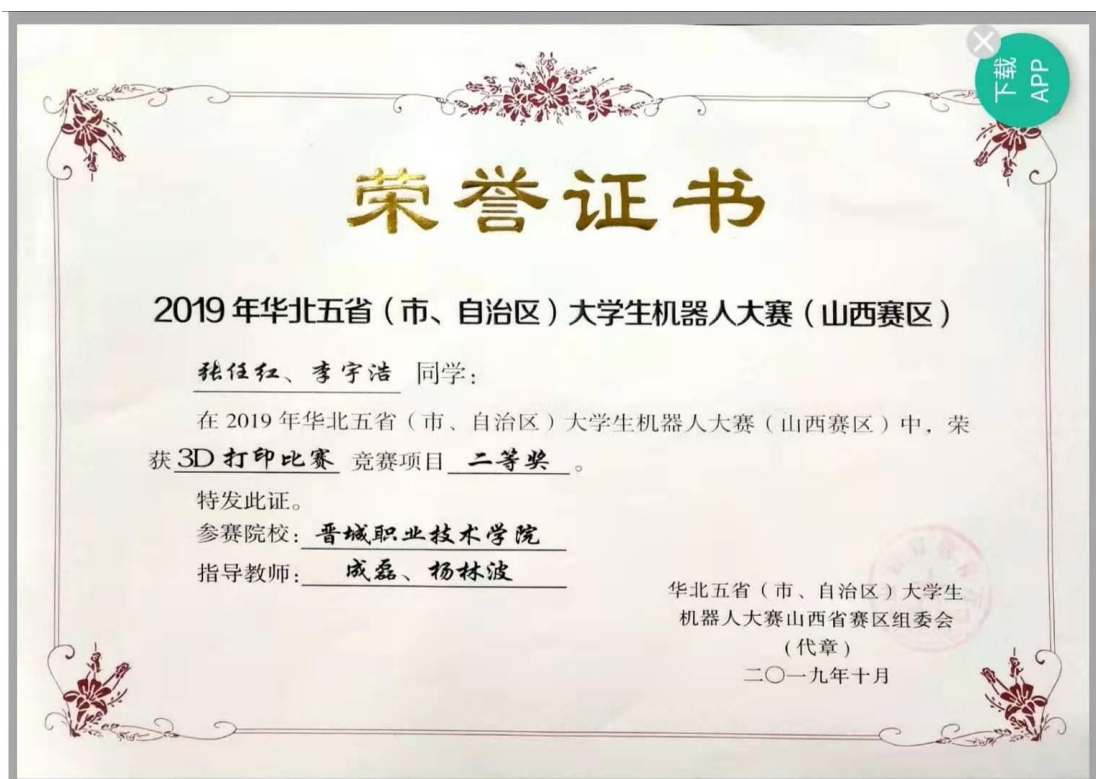 下载
APP
荣誉证书
2019年华北五省（市、自治区）大学生机器人大赛（山西赛区）
张任红、李宇浩 同学：
在2019年华北五省（市、自治区）大学生机器人大赛（山西赛区）中，荣
获 3D打印比赛 竞赛项目 二等奖 。
特发此证。
参赛院校：晋城职业技术学院
指导教师：成磊、杨林波
华北五省（市、自治区）大学生
机器人大赛山西省赛区组委会
（代章）
二〇一九年十月